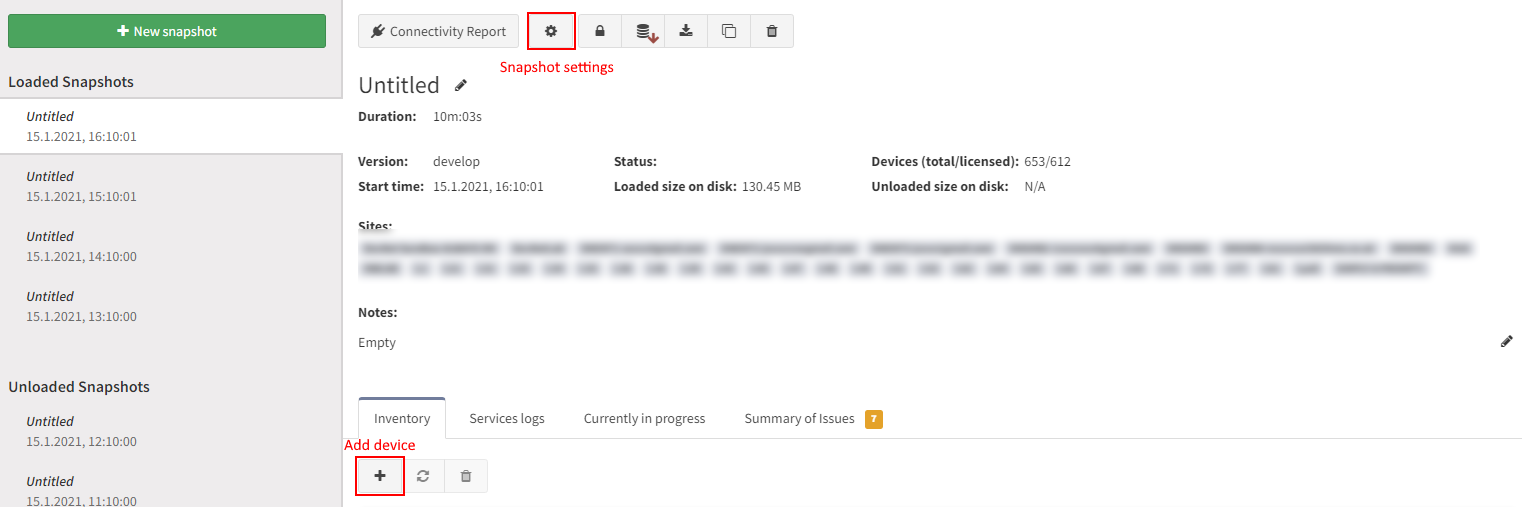 New snapshot
Loaded Snapshots
Untitled
15.1.2021, 16:10:01
Untitled
15.1.2021, 15:10:01
Untitled
15.1.2021, 14:10:00
Untitled
15.1.2021, 13:10:00
Unloaded Snapshots
Untitled
15.1.2021, 12:10:00
Untitled
15.1.2021, 11:10:00
Connectivity Report
Snapshot settings
Untitled
Duration: 10m:03s
Version: develop Status: Devices (total/licensed): 653/612
Start time: 15.1.2021, 16:10:01 Loaded size on disk: 130.45 MB Unloaded size on disk: N/A
Sites:
Notes:
Empty
Inventory Services logs Currently in progress Summary of Issues 7
Add device